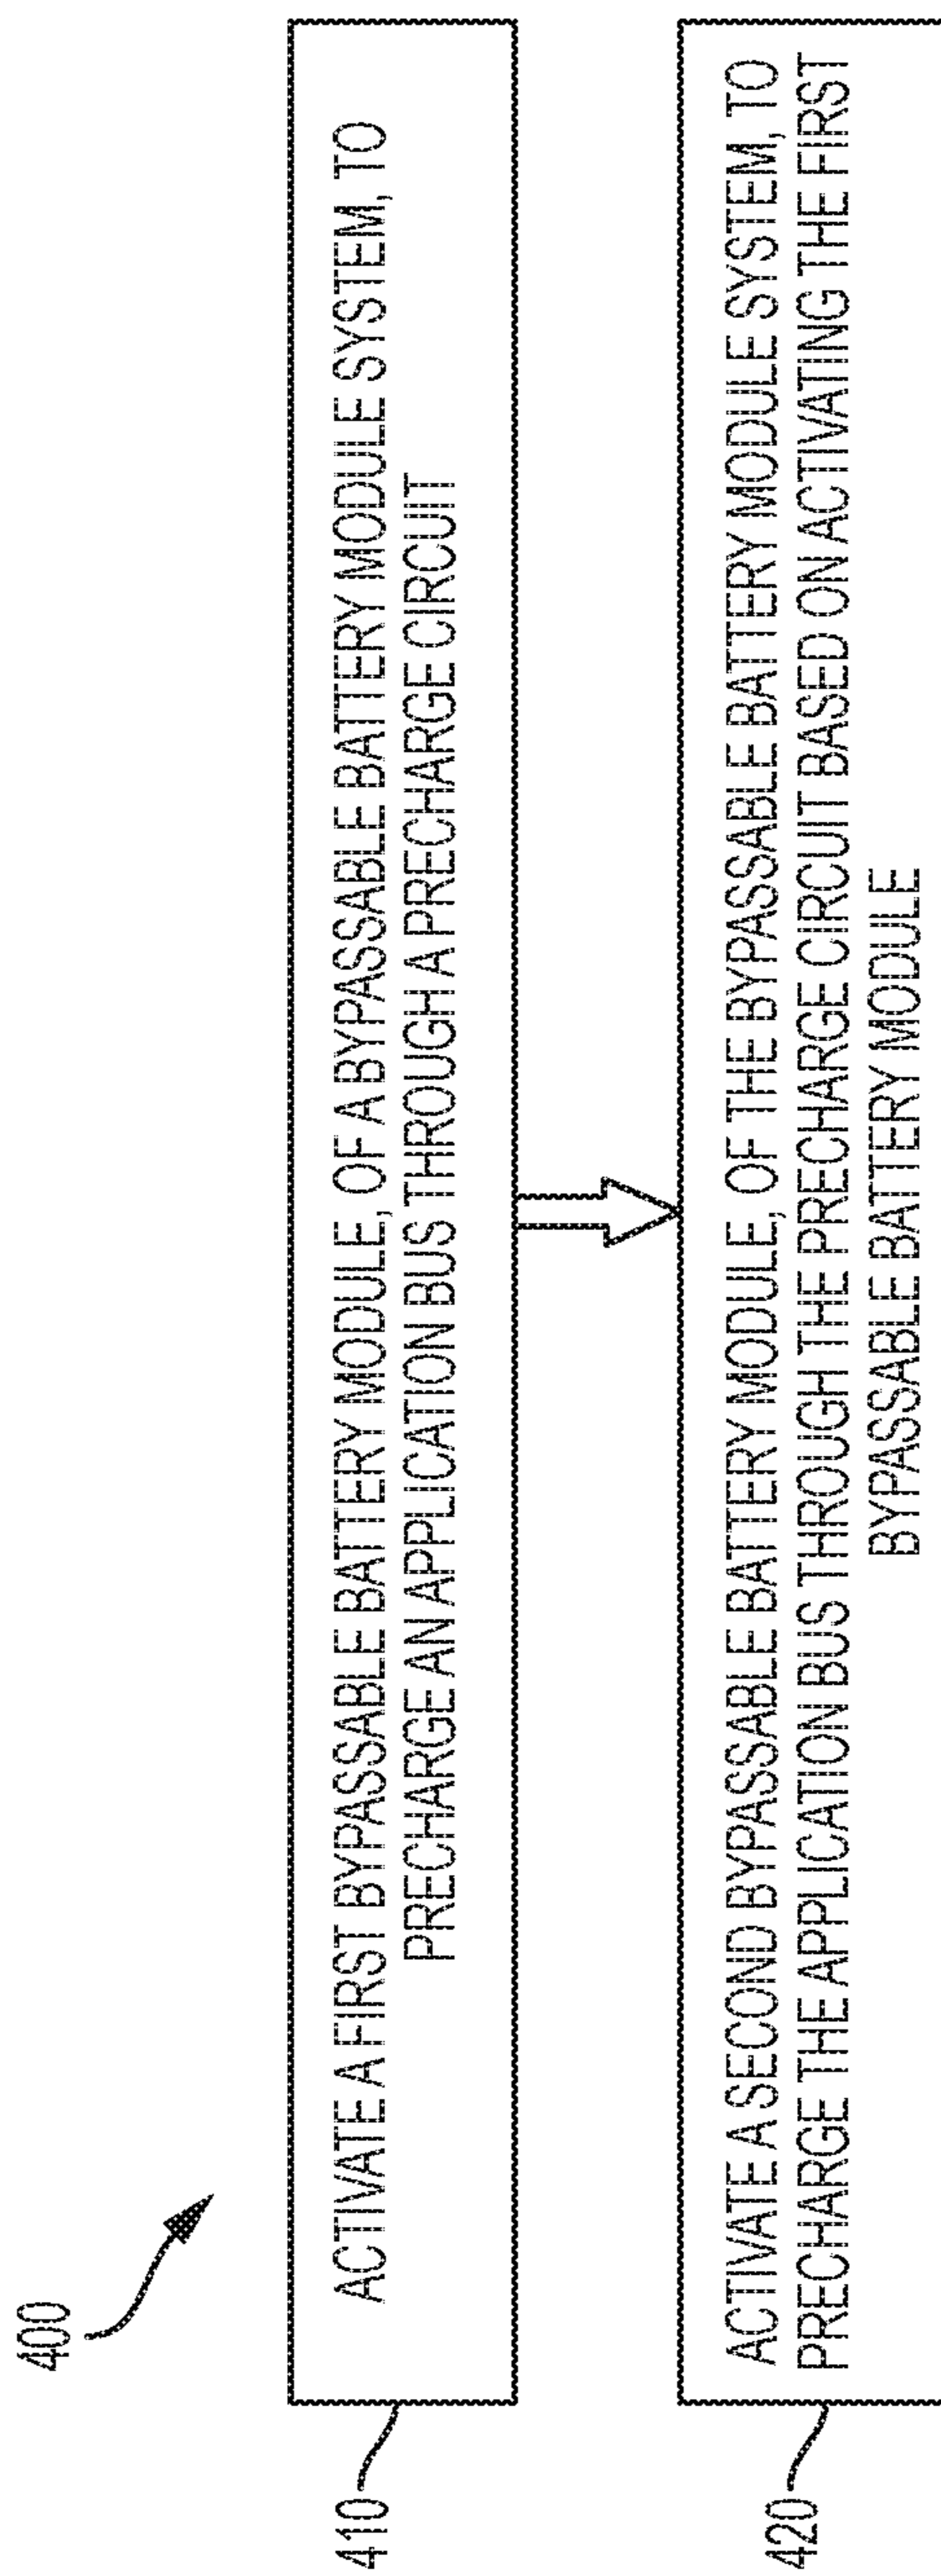 400
410
ACTIVATE A FIRST BYPASSABLE BATTERY MODULE, OF A BYPASSABLE BATTERY MODULE SYSTEM, TO
PRECHARGE AN APPLICATION BUS THROUGH A PRECHARGE CIRCUIT
420
ACTIVATE A SECOND BYPASSABLE BATTERY MODULE, OF THE BYPASSABLE BATTERY MODULE SYSTEM, TO
PRECHARGE THE APPLICATION BUS THROUGH THE PRECHARGE CIRCUIT BASED ON ACTIVATING THE FIRST
BYPASSABLE BATTERY MODULE